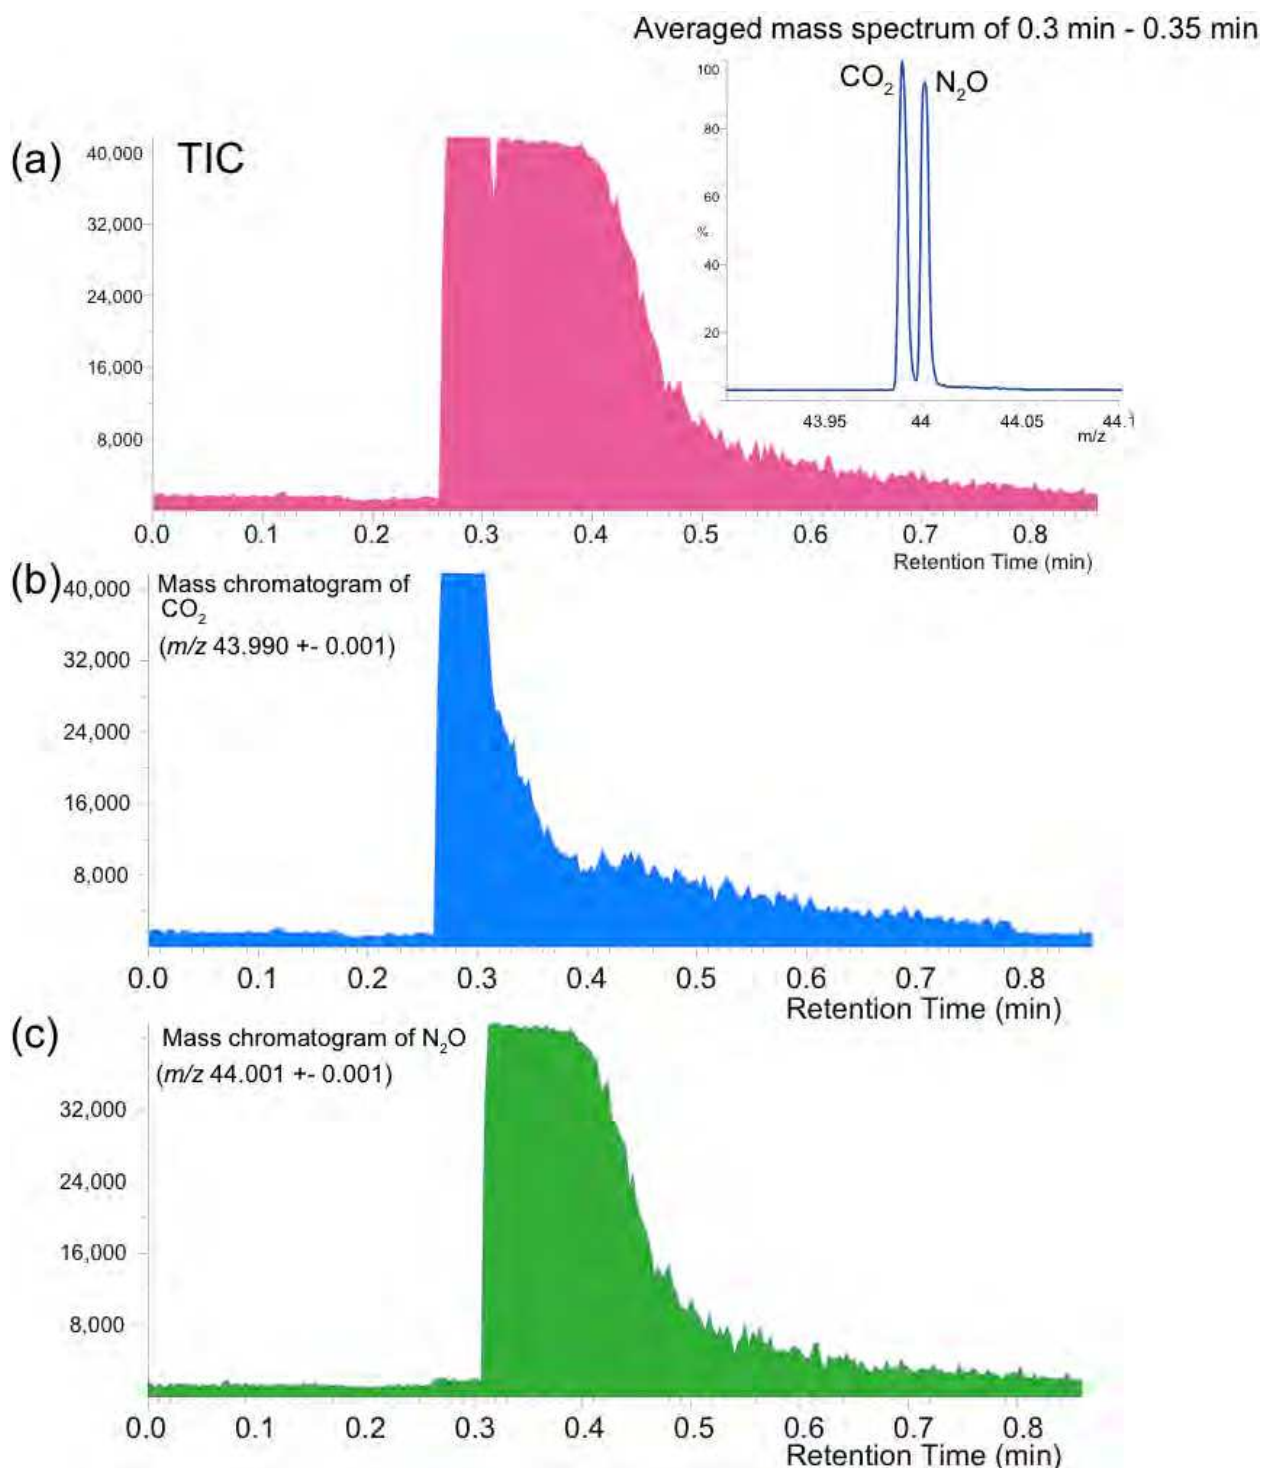 Averaged mass spectrum of 0.3 min - 0.35 min
100
80
60
%
40
20
CO₂
N₂O
43.95
44
44.05
44.1
m/z
(a)
TIC
40,000
32,000
24,000
16,000
8,000
0.0 0.1 0.2 0.3 0.4 0.5 0.6 0.7 0.8
Retention Time (min)
(b)
Mass chromatogram of
CO₂
(m/z 43.990 +- 0.001)
40,000
32,000
24,000
16,000
8,000
0.0 0.1 0.2 0.3 0.4 0.5 0.6 0.7 0.8
Retention Time (min)
(c)
Mass chromatogram of N₂O
(m/z 44.001 +- 0.001)
32,000
24,000
16,000
8,000
0.0 0.1 0.2 0.3 0.4 0.5 0.6 0.7 0.8
Retention Time (min)